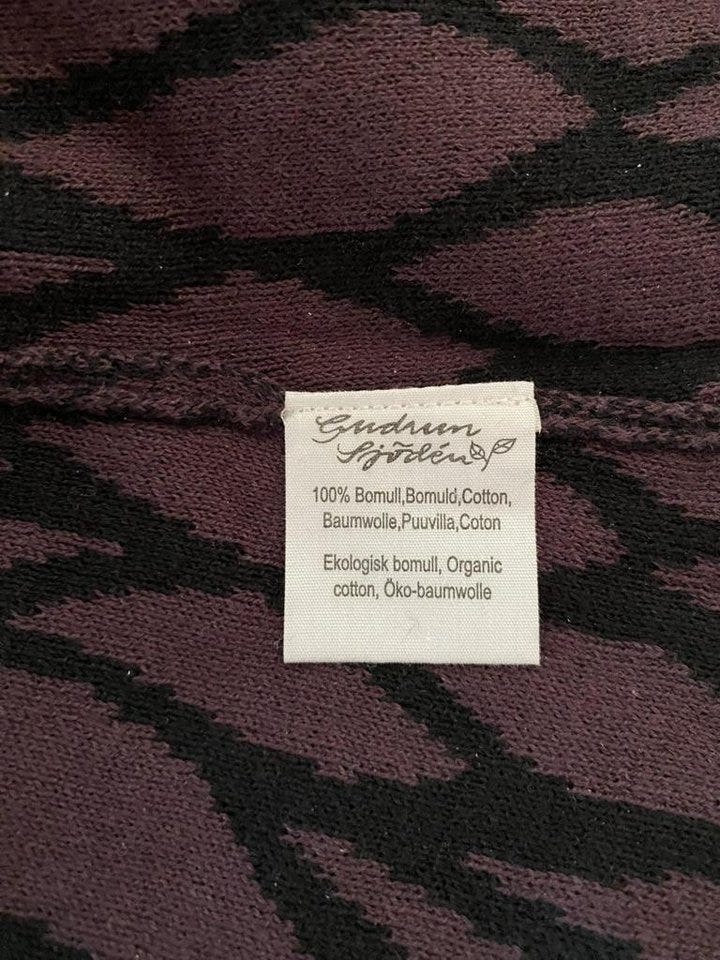 Gudrun
Sjödén
100% Bomull,Bomuld,Cotton,
Baumwolle,Puuvilla,Coton
Ekologisk bomull, Organic
cotton, Öko-baumwolle